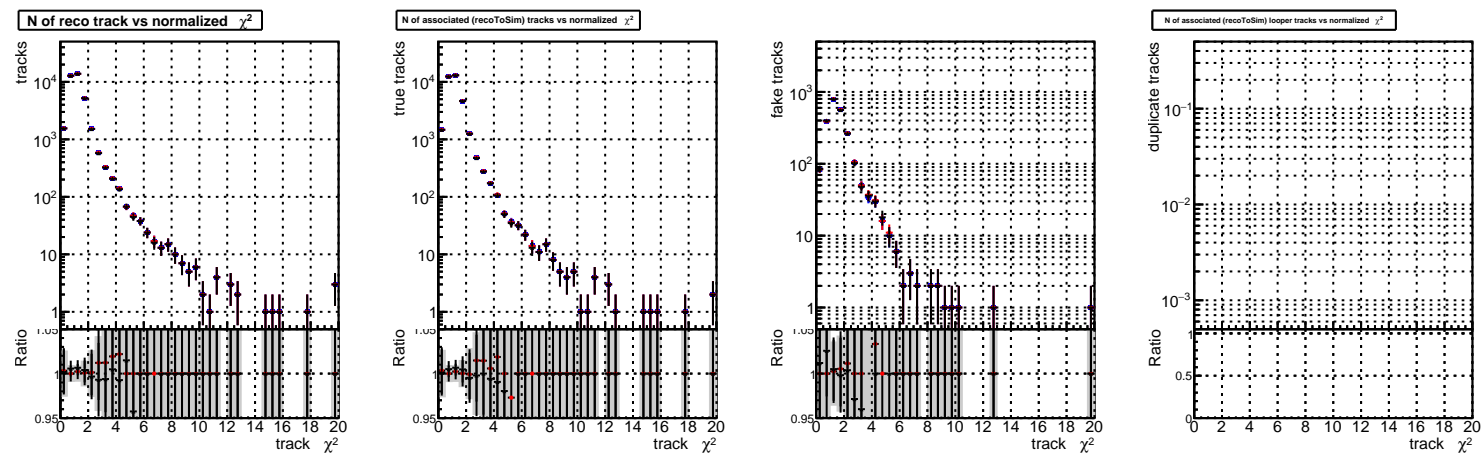 N of reco track vs normalized χ²
tracks
10⁴
10³
10²
10
1
Ratio
1.05
1
0.95
0 2 4 6 8 10 12 14 16 18 20
track χ²
N of associated (recoToSim) tracks vs normalized χ²
true tracks
10⁴
10³
10²
10
1
Ratio
1.05
1
0.95
0 2 4 6 8 10 12 14 16 18 20
track χ²
fake tracks
10³
10²
10
1
Ratio
1.05
1
0.95
0 2 4 6 8 10 12 14 16 18 20
track χ²
N of associated (recoToSim) looper tracks vs normalized χ²
duplicate tracks
10⁻¹
10⁻²
10⁻³
Ratio
1
0.5
0
0 2 4 6 8 10 12 14 16 18 20
track χ²